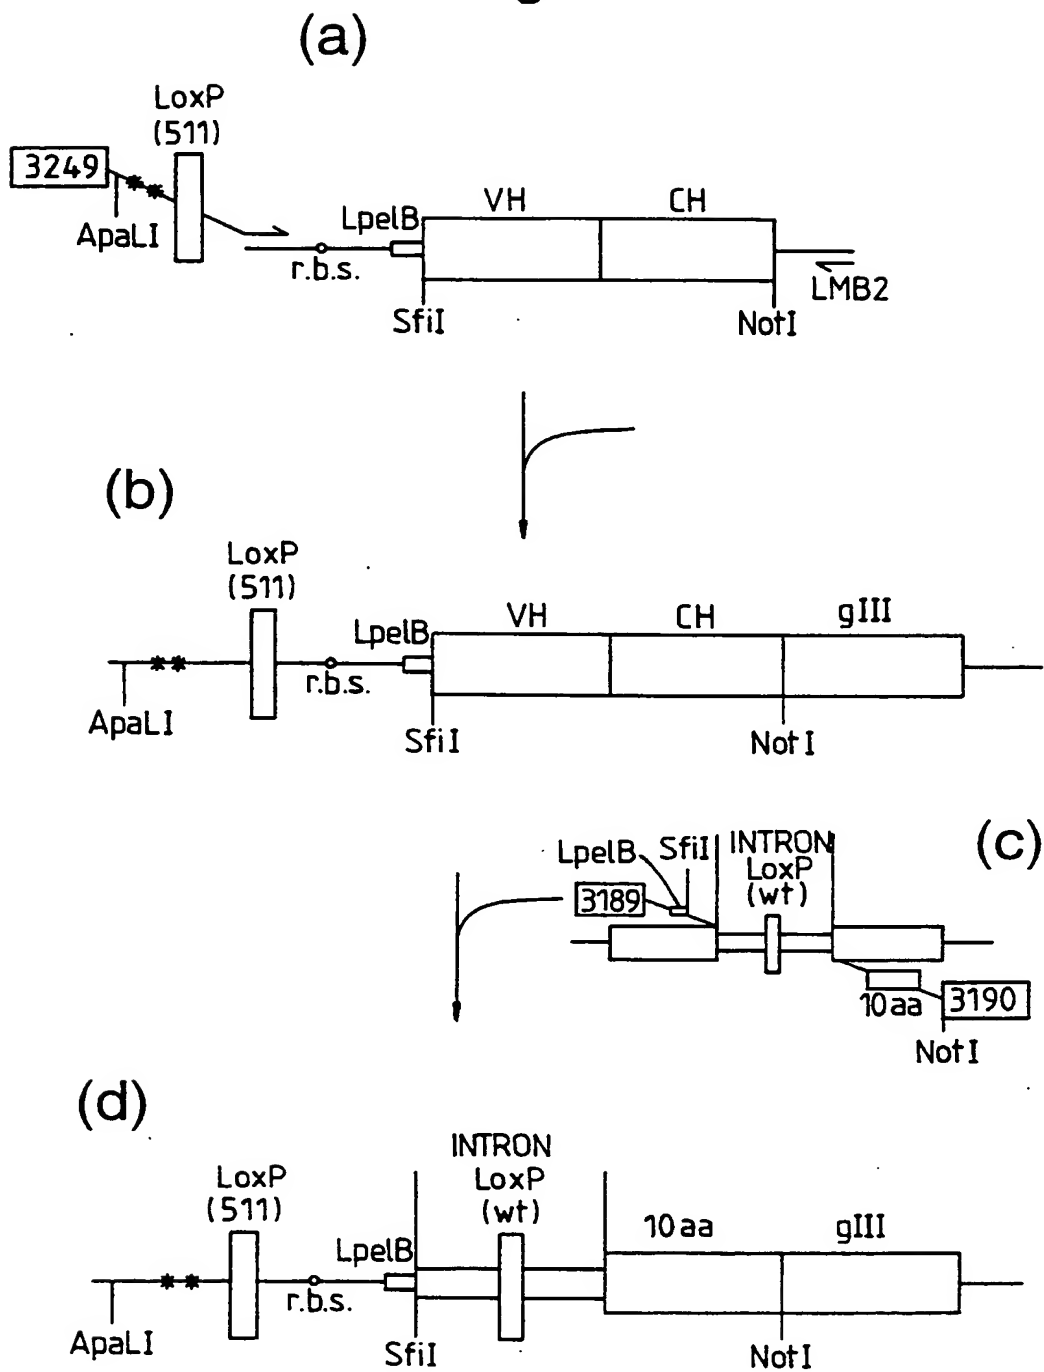 (a)
LoxP
(511)
3249
**
ApaLI
LpelB
VH
CH
r.b.s.
LMB2
SfiI
NotI
(b)
LoxP
(511)
LpelB
VH
CH
gIII
**
r.b.s.
ApaLI
SfiI
NotI
(c)
LpelB
SfiI
INTRON
LoxP
(wt)
3189
10aa
3190
NotI
(d)
INTRON
LoxP
(wt)
LoxP
(511)
LpelB
10aa
gIII
**
r.b.s.
ApaLI
SfiI
NotI